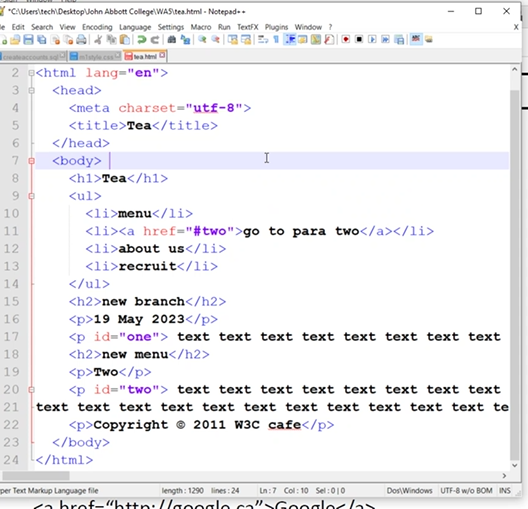 *C:\Users\tech\Desktop\John Abbott College\WAS\tea.html - Notepad++
Edit Search View Encoding Language Settings Tools Macro Run TextFX Plugins Window ?
tea.html
2 <html lang="en">
3 <head>
4 <meta charset="utf-8">
5 <title>Tea</title>
6 </head>
7 <body>
8 <h1>Tea</h1>
9 <ul>
10 <li>menu</li>
11 <li><a href="#two">go to para two</a></li>
12 <li>about us</li>
13 <li>recruit</li>
14 </ul>
15 <h2>new branch</h2>
16 <p>19 May 2023</p>
17 <p id="one"> text text text text text text text text
18 <h2>new menu</h2>
19 <p>Two</p>
20 <p id="two"> text text text text text text text text
21 text text text text text text text text text text text te
22 <p>Copyright © 2011 W3C cafe</p>
23 </body>
24 </html>
per Text Markup Language file length : 1290 lines : 24 Ln : 7 Col : 10 Sel : 0 | 0 Dos\Windows UTF-8 w/o BOM INS
<a href="http://google.ca">Google</a>